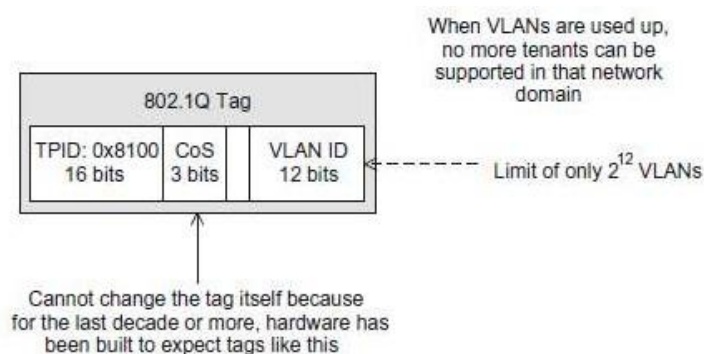 When VLANs are used up,
no more tenants can be
supported in that network
domain
802.1Q Tag
TPID: 0x8100
16 bits
CoS
3 bits
VLAN ID
12 bits
Limit of only 2^12 VLANs
Cannot change the tag itself because
for the last decade or more, hardware has
been built to expect tags like this